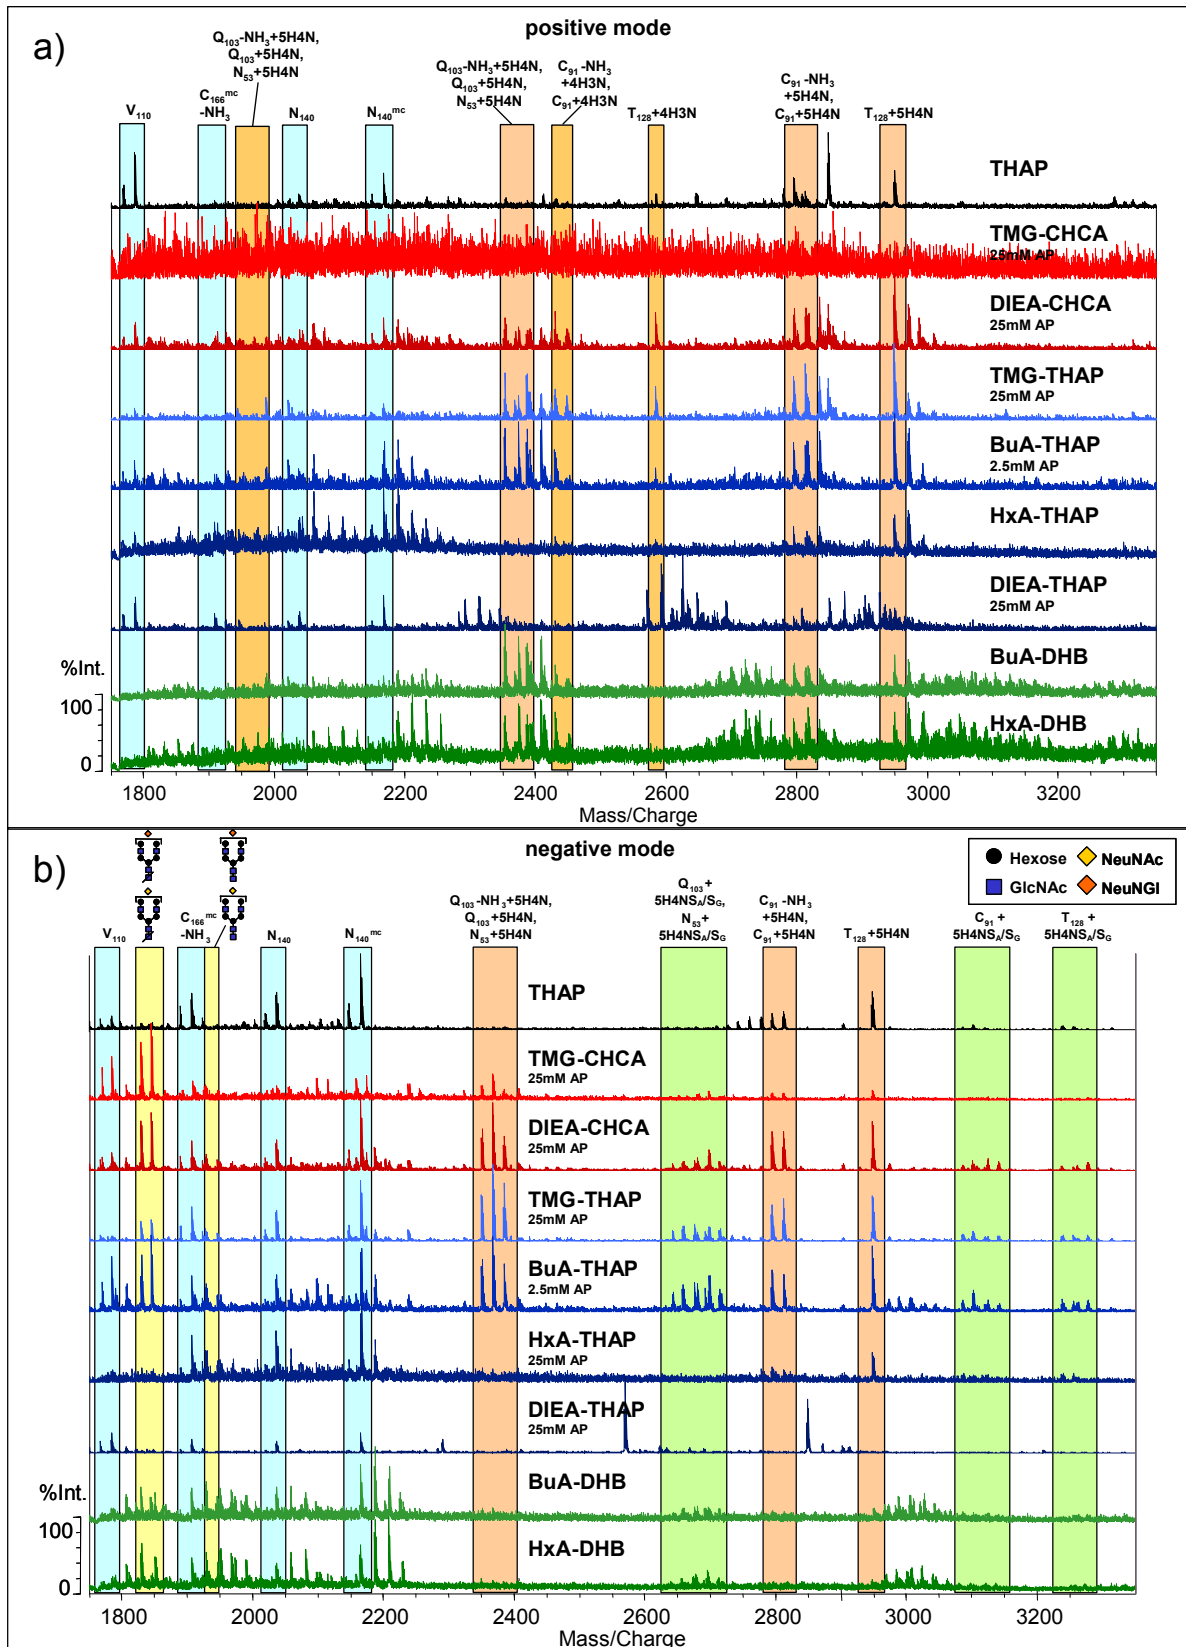 a)
positive mode
Q103-NH3+5H4N,
Q103+5H4N,
N53+5H4N
Q103-NH3+5H4N,
Q103+5H4N,
N53+5H4N
C91-NH3
+4H3N,
C91+4H3N
C91-NH3
+5H4N,
C91+5H4N
V110
C166mc
-NH3
N140
N140mc
T128+4H3N
T128+5H4N
THAP
TMG-CHCA
25mM AP
DIEA-CHCA
25mM AP
TMG-THAP
25mM AP
BuA-THAP
2.5mM AP
HxA-THAP
DIEA-THAP
25mM AP
BuA-DHB
HxA-DHB
%Int.
100
0
1800 2000 2200 2400 2600 2800 3000 3200
Mass/Charge
b)
negative mode
Hexose
NeuNAc
GlcNAc
NeuNGl
V110
C166mc
-NH3
N140
N140mc
Q103-NH3+5H4N,
Q103+5H4N,
N53+5H4N
Q103+
5H4NSA/SG,
N53+
5H4NSA/SG
C91-NH3
+5H4N,
C91+5H4N
T128+5H4N
C91+
5H4NSA/SG
T128+
5H4NSA/SG
THAP
TMG-CHCA
25mM AP
DIEA-CHCA
25mM AP
TMG-THAP
25mM AP
BuA-THAP
2.5mM AP
HxA-THAP
25mM AP
DIEA-THAP
25mM AP
BuA-DHB
HxA-DHB
%Int.
100
0
1800 2000 2200 2400 2600 2800 3000 3200
Mass/Charge